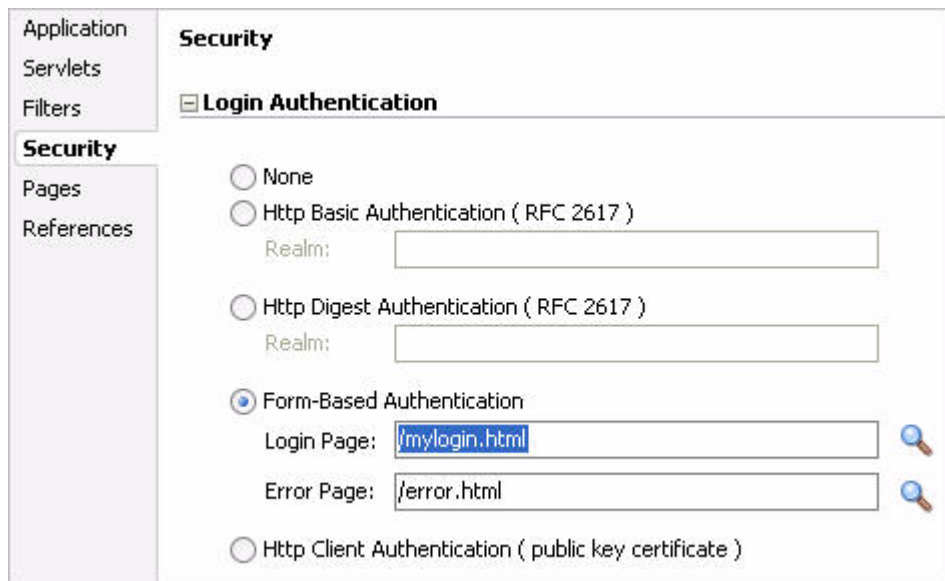 Application
Servlets
Filters
Security
Pages
References
Security
Login Authentication
None
Http Basic Authentication ( RFC 2617 )
Realm:
Http Digest Authentication ( RFC 2617 )
Realm:
Form-Based Authentication
Login Page: /mylogin.html
Error Page: /error.html
Http Client Authentication ( public key certificate )